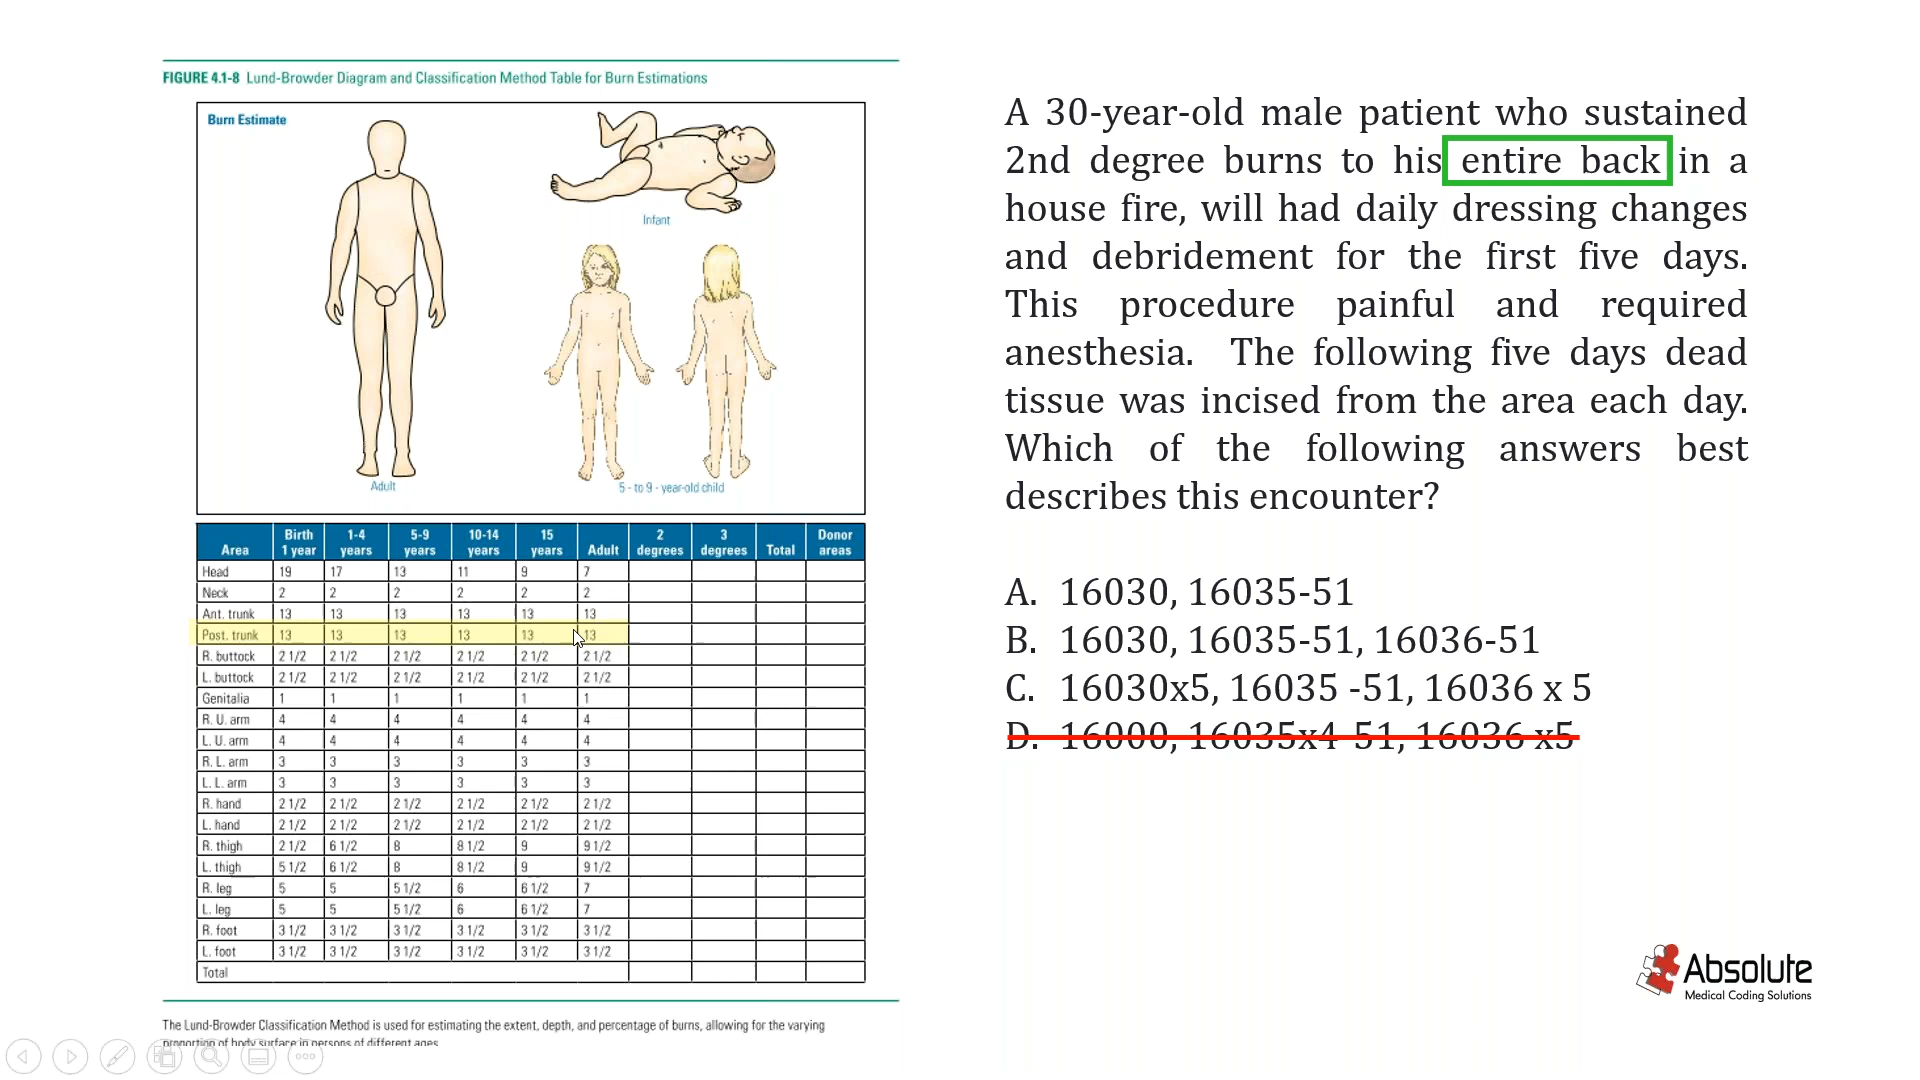 FIGURE 4.1-8 Lund-Browder Diagram and Classification Method Table for Burn Estimations
Burn Estimate
Infant
Adult
5 - to 9 - year-old child
Area Birth 1 year 1-4 years 5-9 years 10-14 years 15 years Adult 2 degrees 3 degrees Total Donor areas
Head 19 17 13 11 9 7
Neck 2 2 2 2 2 2
Ant. trunk 13 13 13 13 13 13
Post. trunk 13 13 13 13 13 13
R. buttock 2 1/2 2 1/2 2 1/2 2 1/2 2 1/2 2 1/2
L. buttock 2 1/2 2 1/2 2 1/2 2 1/2 2 1/2 2 1/2
Genitalia 1 1 1 1 1 1
R. U. arm 4 4 4 4 4 4
L. U. arm 4 4 4 4 4 4
R. L. arm 3 3 3 3 3 3
L. L. arm 3 3 3 3 3 3
R. hand 2 1/2 2 1/2 2 1/2 2 1/2 2 1/2 2 1/2
L. hand 2 1/2 2 1/2 2 1/2 2 1/2 2 1/2 2 1/2
R. thigh 2 1/2 6 1/2 8 8 1/2 9 9 1/2
L. thigh 5 1/2 6 1/2 8 8 1/2 9 9 1/2
R. leg 5 5 5 1/2 6 6 1/2 7
L. leg 5 5 5 1/2 6 6 1/2 7
R. foot 3 1/2 3 1/2 3 1/2 3 1/2 3 1/2 3 1/2
L. foot 3 1/2 3 1/2 3 1/2 3 1/2 3 1/2 3 1/2
Total
The Lund-Browder Classification Method is used for estimating the extent, depth, and percentage of burns, allowing for the varying
proportion of body surface in persons of different ages
A 30-year-old male patient who sustained
2nd degree burns to his entire back in a
house fire, will had daily dressing changes
and debridement for the first five days.
This procedure painful and required
anesthesia. The following five days dead
tissue was incised from the area each day.
Which of the following answers best
describes this encounter?
A. 16030, 16035-51
B. 16030, 16035-51, 16036-51
C. 16030x5, 16035 -51, 16036 x 5
D. 16000, 16035x4-51, 16036 x5
Absolute
Medical Coding Solutions